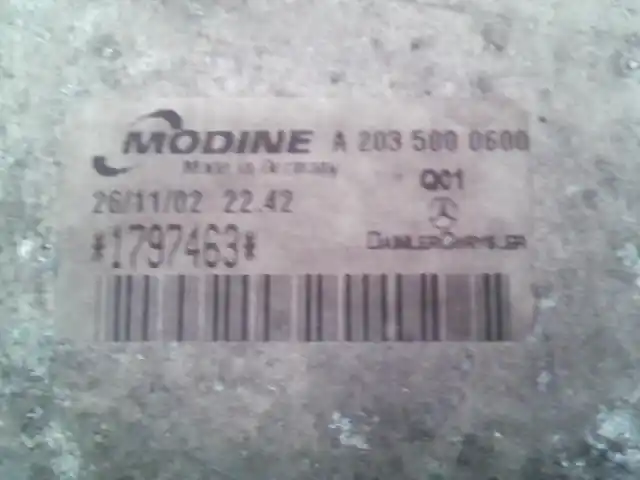 MODINE A 203 500 0600
Made in Germany
Q01
26/11/02 22.42
DAIMLERCHRYSLER
*1797463*